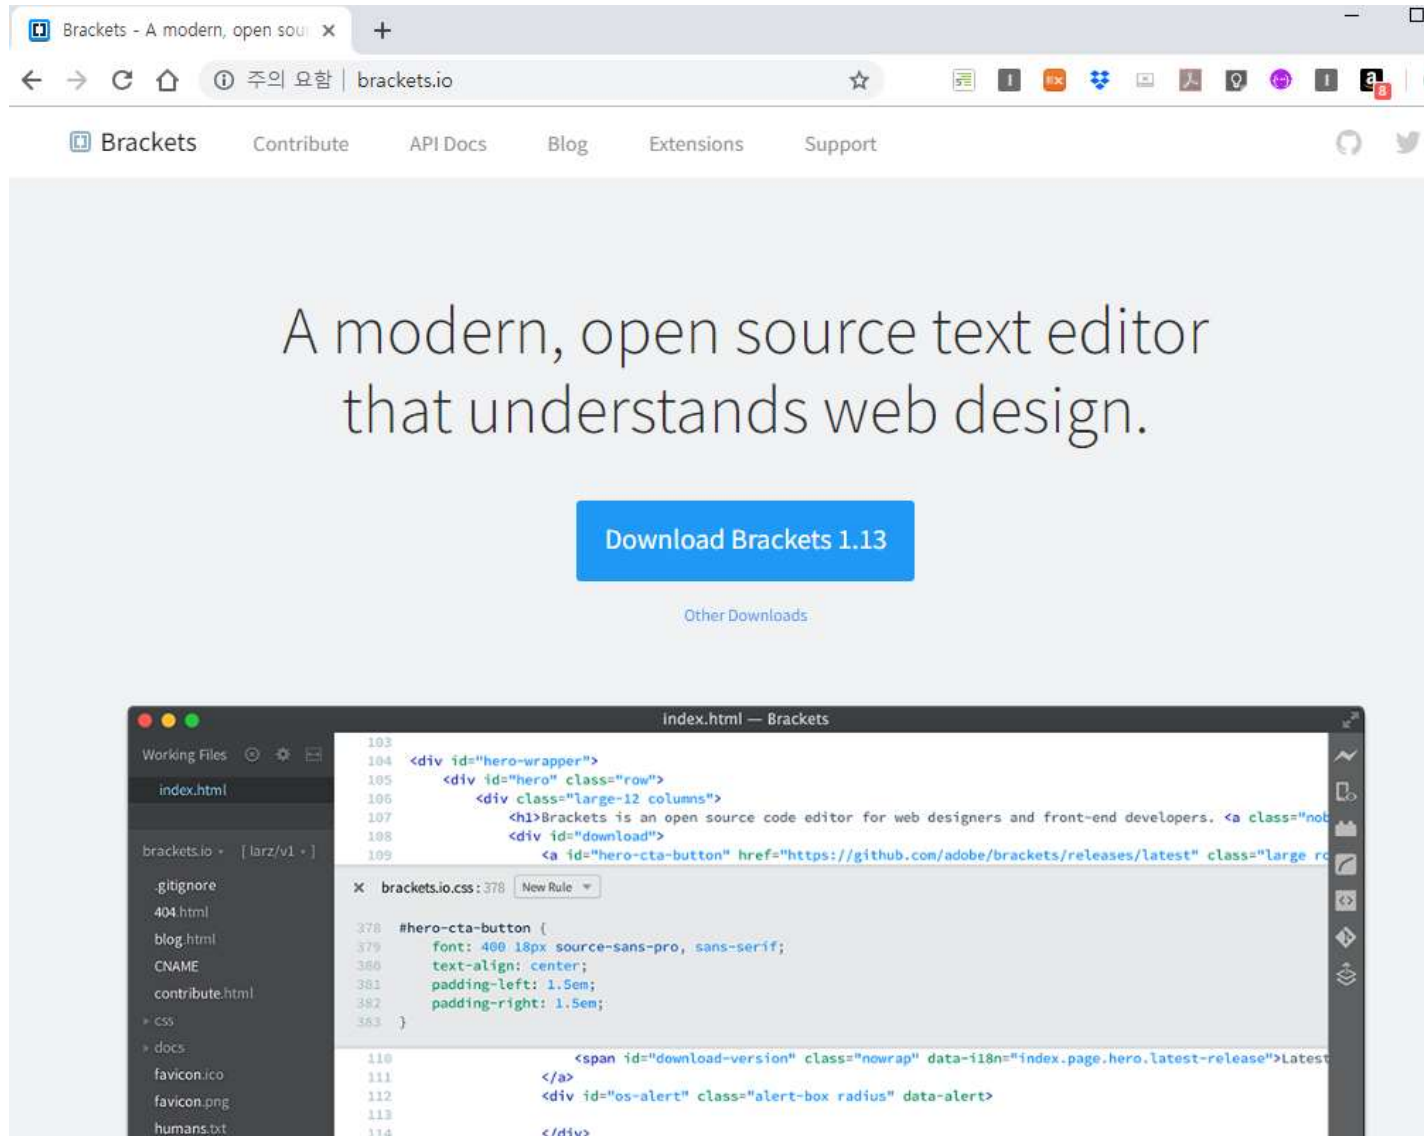 Brackets - A modern, open sou
주의 요함 | brackets.io
8
Brackets Contribute API Docs Blog Extensions Support
A modern, open source text editor
that understands web design.
Download Brackets 1.13
Other Downloads
index.html — Brackets
Working Files
index.html
brackets.io [ larz/v1 ]
.gitignore
404.html
blog.html
CNAME
contribute.html
css
docs
favicon.ico
favicon.png
humans.txt
103
104 <div id="hero-wrapper">
105 <div id="hero" class="row">
106 <div class="large-12 columns">
107 <h1>Brackets is an open source code editor for web designers and front-end developers. <a class="nob
108 <div id="download">
109 <a id="hero-cta-button" href="https://github.com/adobe/brackets/releases/latest" class="large ro
× brackets.io.css : 378 New Rule
378 #hero-cta-button {
379 font: 400 18px source-sans-pro, sans-serif;
380 text-align: center;
381 padding-left: 1.5em;
382 padding-right: 1.5em;
383 }
110 <span id="download-version" class="nowrap" data-i18n="index.page.hero.latest-release">Latest
111 </a>
112 <div id="os-alert" class="alert-box radius" data-alert>
113
114 </div>